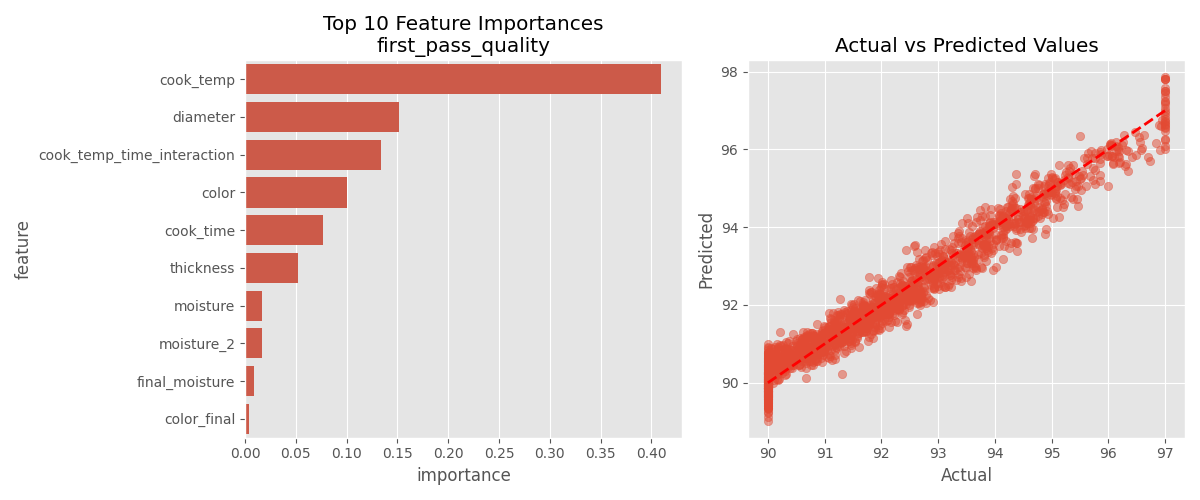 Top 10 Feature Importances
first_pass_quality
feature
cook_temp
diameter
cook_temp_time_interaction
color
cook_time
thickness
moisture
moisture_2
final_moisture
color_final
0.00 0.05 0.10 0.15 0.20 0.25 0.30 0.35 0.40
importance
Actual vs Predicted Values
Predicted
98
96
94
92
90
90 91 92 93 94 95 96 97
Actual